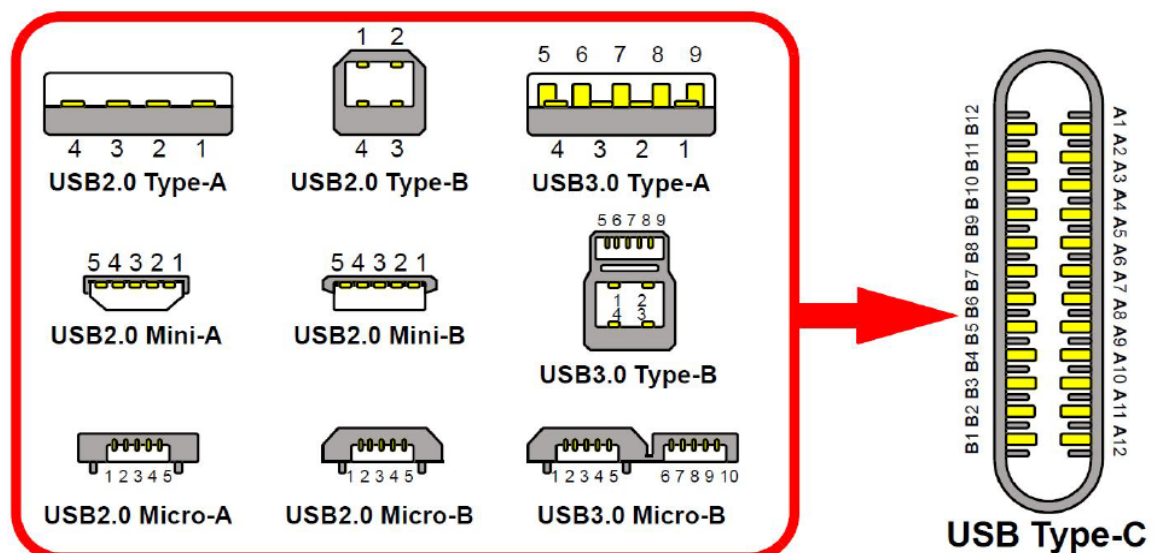 1 2
5 6 7 8 9
4 3 2 1
4 3
4 3 2 1
USB2.0 Type-A
USB2.0 Type-B
USB3.0 Type-A
5 6 7 8 9
5 4 3 2 1
5 4 3 2 1
1 2
4 3
USB2.0 Mini-A
USB2.0 Mini-B
USB3.0 Type-B
1 2 3 4 5
1 2 3 4 5
1 2 3 4 5
6 7 8 9 10
USB2.0 Micro-A
USB2.0 Micro-B
USB3.0 Micro-B
B1 B2 B3 B4 B5 B6 B7 B8 B9 B10 B11 B12
A1 A2 A3 A4 A5 A6 A7 A8 A9 A10 A11 A12
USB Type-C